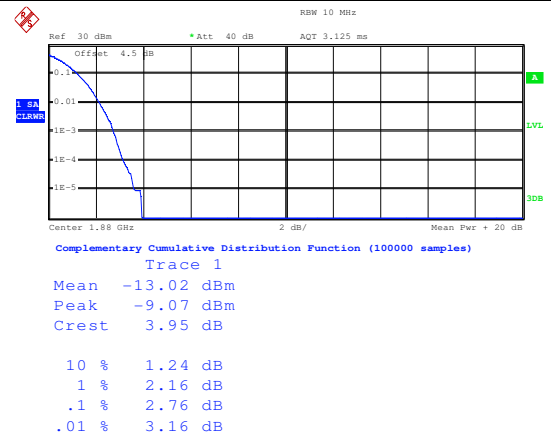 RBW 10 MHz
Ref 30 dBm * Att 40 dB AQT 3.125 ms
Offset 4.5 dB
0.1
A
0.01
1 SA
CLRWR
1E-3
LVL
1E-4
1E-5
3DB
Center 1.88 GHz 2 dB/ Mean Pwr + 20 dB
Complementary Cumulative Distribution Function (100000 samples)
Trace 1
Mean -13.02 dBm
Peak -9.07 dBm
Crest 3.95 dB
10 % 1.24 dB
1 % 2.16 dB
.1 % 2.76 dB
.01 % 3.16 dB